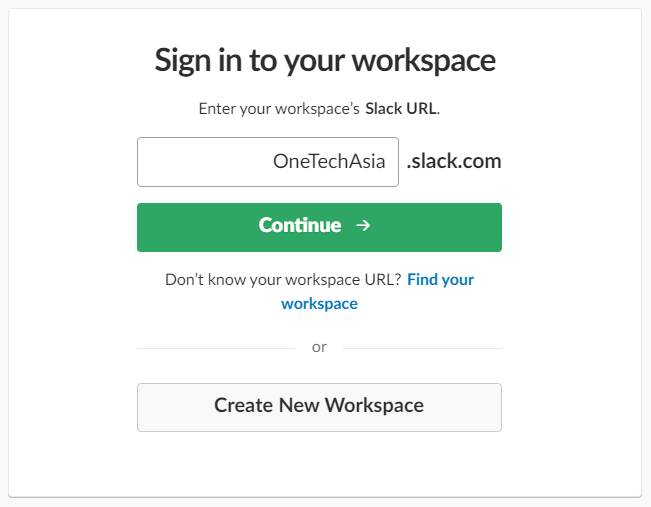 Sign in to your workspace
Enter your workspace’s Slack URL.
OneTechAsia .slack.com
Continue →
Don’t know your workspace URL? Find your
workspace
or
Create New Workspace